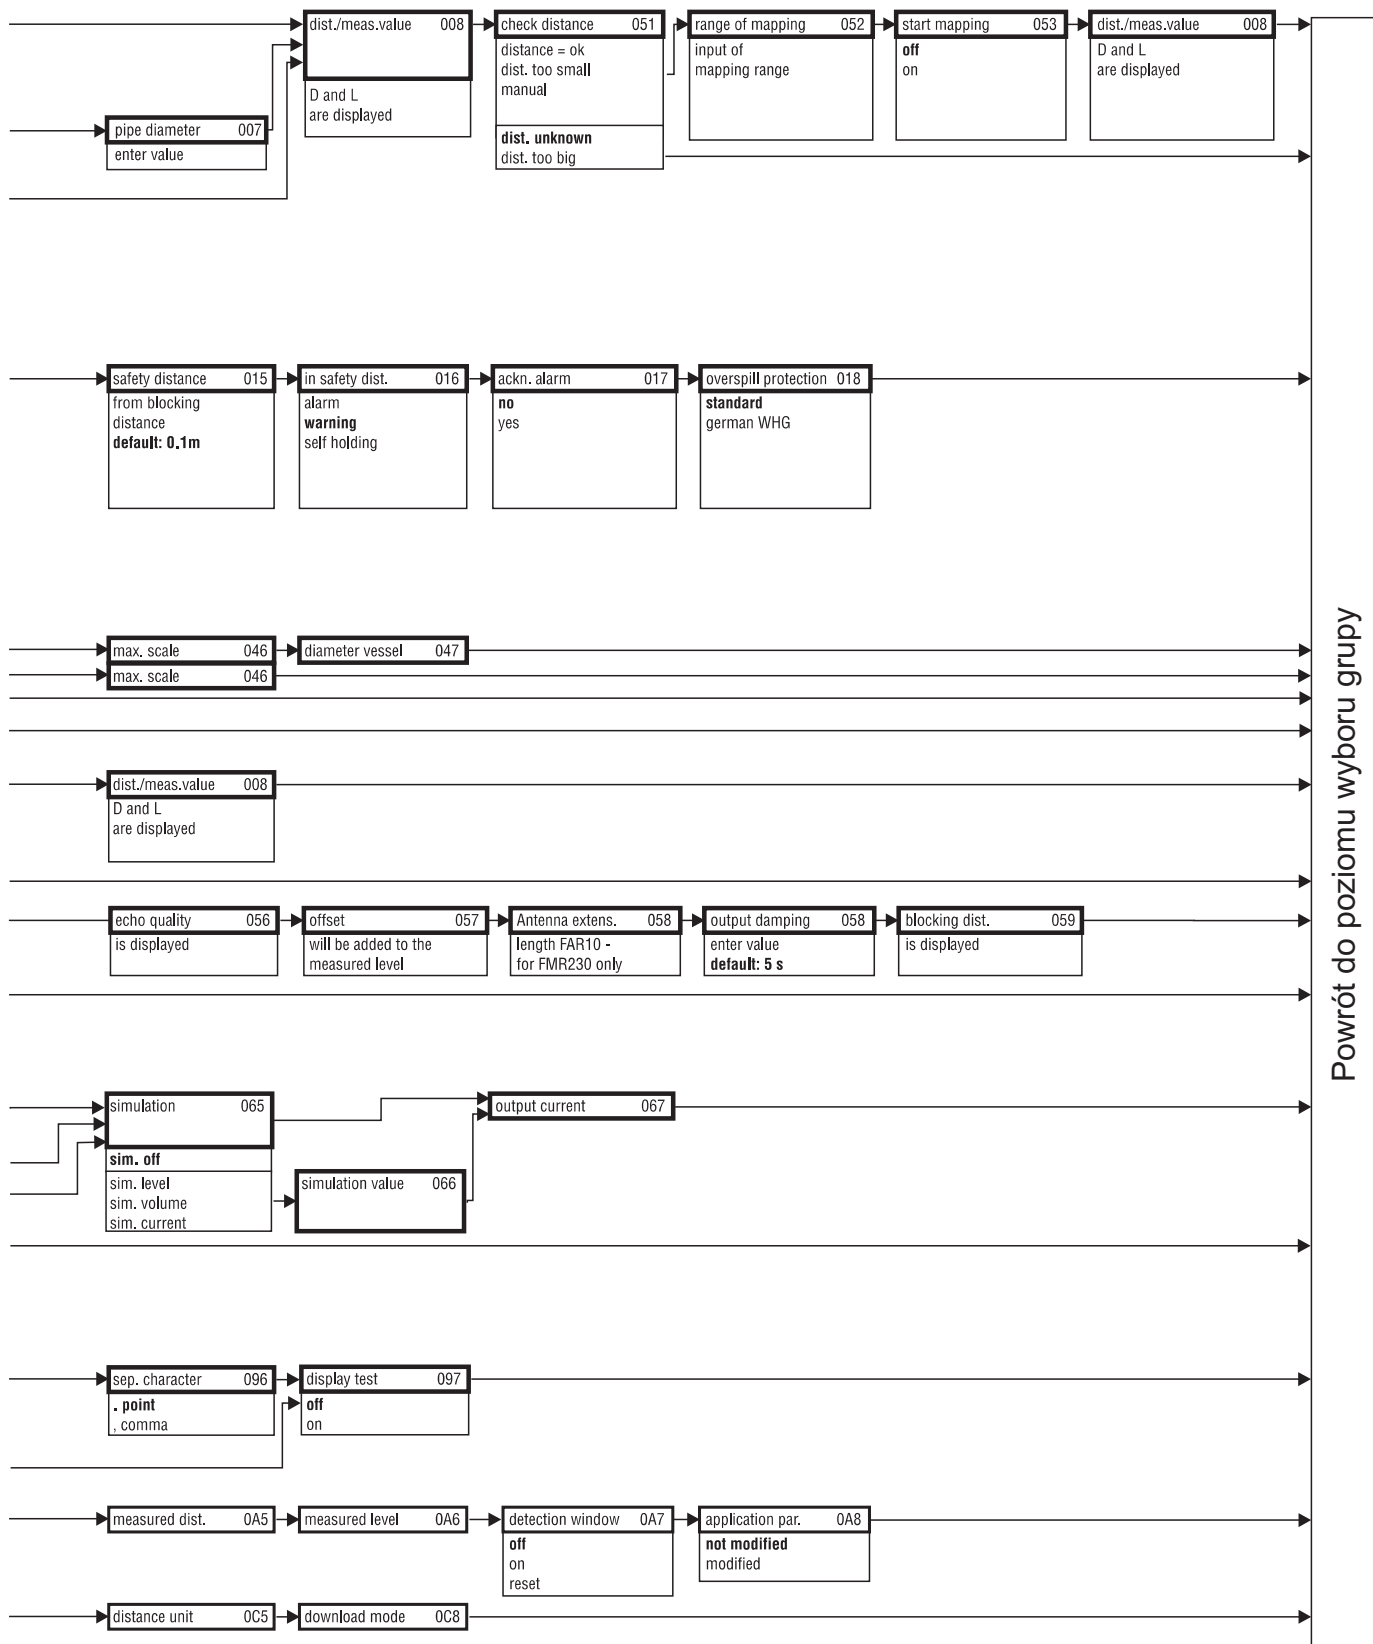 dist./meas.value 008
D and L
are displayed
check distance 051
distance = ok
dist. too small
manual
dist. unknown
dist. too big
range of mapping 052
input of
mapping range
start mapping 053
off
on
dist./meas.value 008
D and L
are displayed
pipe diameter 007
enter value
safety distance 015
from blocking
distance
default: 0.1m
in safety dist. 016
alarm
warning
self holding
ackn. alarm 017
no
yes
overspill protection 018
standard
german WHG
max. scale 046
diameter vessel 047
max. scale 046
dist./meas.value 008
D and L
are displayed
echo quality 056
is displayed
offset 057
will be added to the
measured level
Antenna extens. 058
length FAR10 -
for FMR230 only
output damping 058
enter value
default: 5 s
blocking dist. 059
is displayed
simulation 065
sim. off
sim. level
sim. volume
sim. current
simulation value 066
output current 067
sep. character 096
. point
, comma
display test 097
off
on
measured dist. 0A5
measured level 0A6
detection window 0A7
off
on
reset
application par. 0A8
not modified
modified
distance unit 0C5
download mode 0C8
Powrót do poziomu wyboru grupy